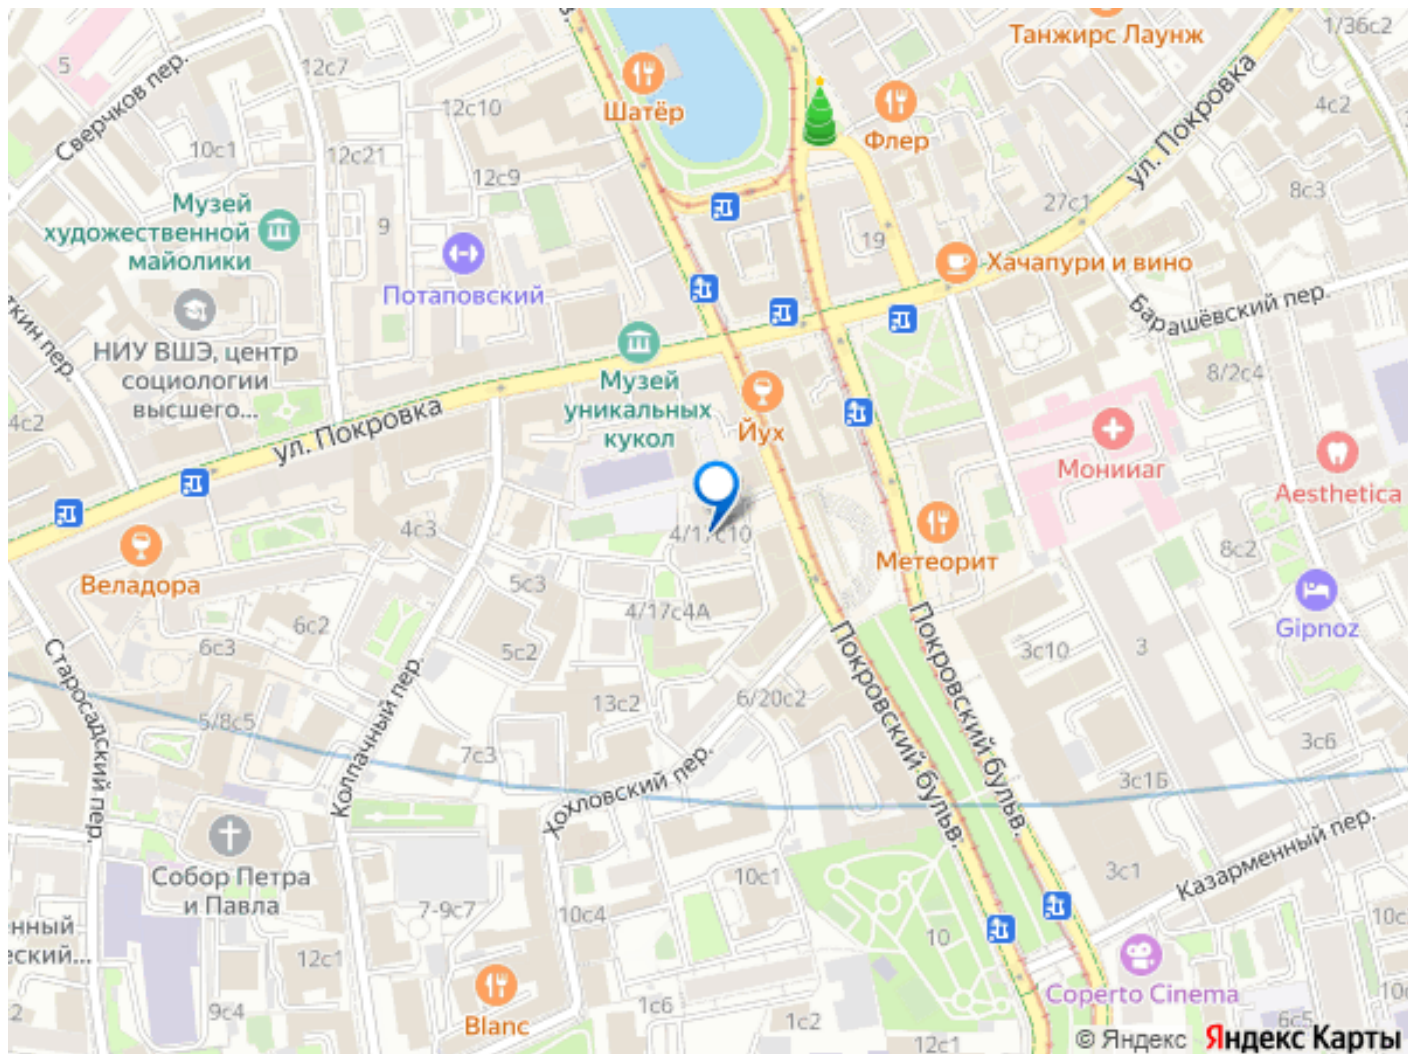 Танжирс Лаунж
1/36с2
5
12с7
Сверчков пер.
12с10
Шатёр
Флер
4с2
ул. Покровка
10с1
12с21
12с9
8с3
27с1
Музей
художественной
майолики
9
19
Хачапури и вино
Потаповский
Барашёвский пер.
НИУ ВШЭ, центр
социологии
высшего...
Музей
уникальных
кукол
8/2с4
4с2
ул. Покровка
Йух
Монииаг
Aesthetica
4с3
4/17с10
Метеорит
8с2
Веладора
5с3
4/17с4А
Gipnoz
6с2
6с3
5с2
3с10
3
Старосадский пер.
Колпачный пер.
Покровский бульв.
Покровский бульв.
13с2
6/20с2
5/8с5
7с3
3с6
3с1Б
Хохловский пер.
Казарменный пер.
Собор Петра
и Павла
10с1
3с1
7-9с7
10с4
10
12с1
Coperto Cinema
9с4
Blanc
1с6
1с2
12с1
6с5
© Яндекс
Яндекс Карты